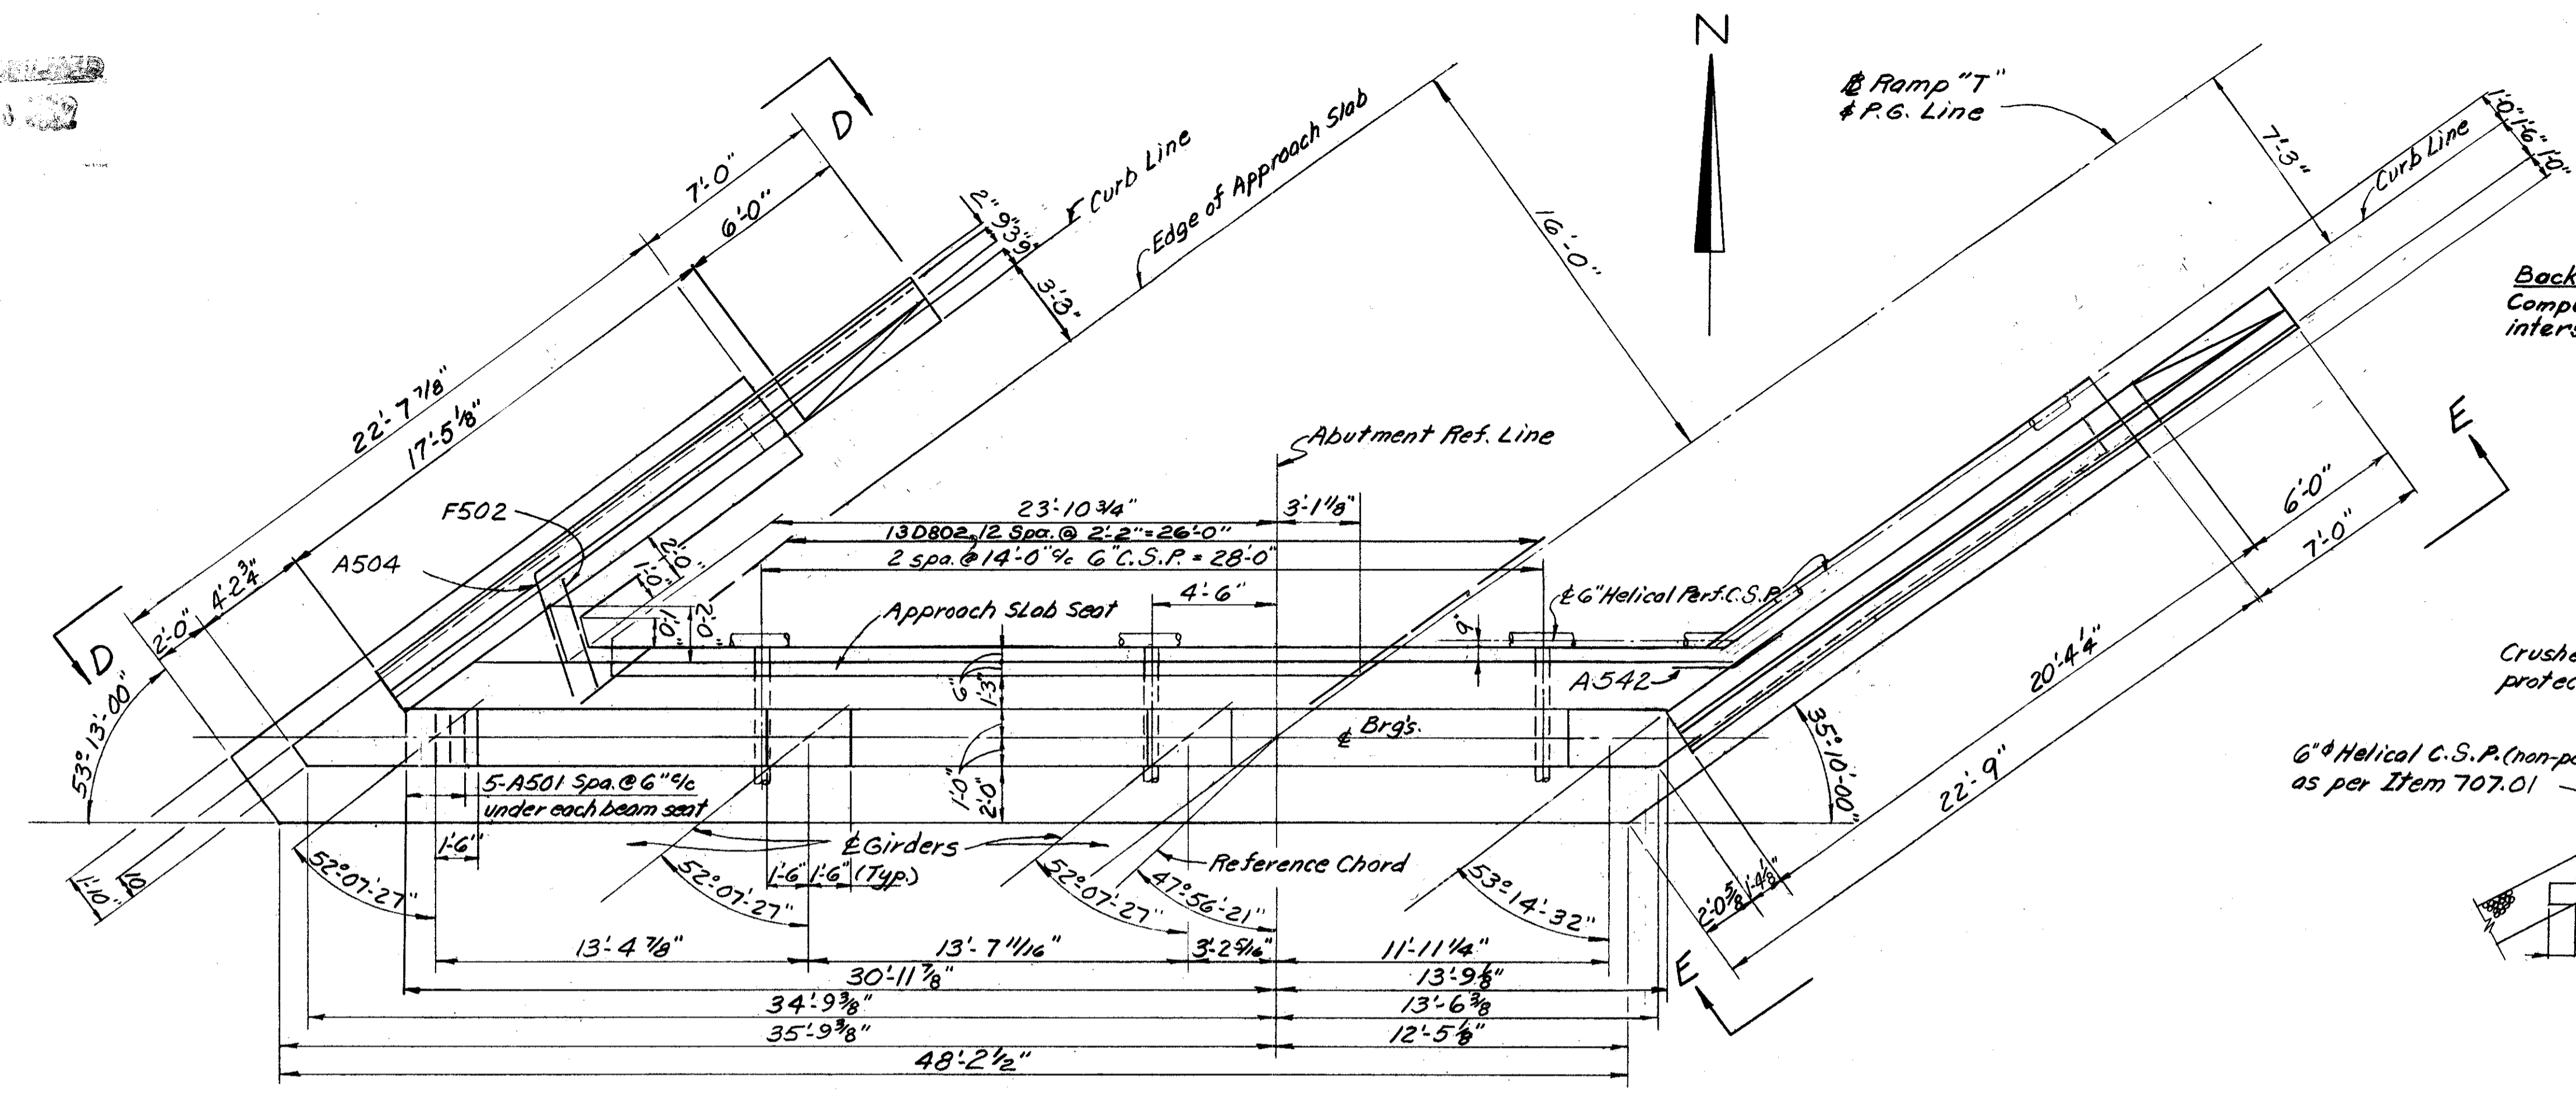 N
℄ Ramp "T"
¢ P.G. Line
D
7'-0"
6'-0"
2"
9"
3"
9"
Curb Line
Edge of Approach Slab
3'-3"
16'-0"
7'-3"
1'-0"
1'-6"
1'-0"
Curb Line
Back
Comp
inters
22'-7 7/8"
17'-5 1/8"
Abutment Ref. Line
E
F502
A504
23'-10 3/4"
3'-1 1/8"
13 D802, 12 Spa. @ 2'-2" = 26'-0"
2 spa. @ 14'-0" c/c 6" C.S.P. = 28'-0"
4'-6"
2'-0"
1'-0"
1'-0"
2'-0"
Approach Slab Seat
℄ 6" Helical Perf. C.S.P.
9"
6'-0"
7'-0"
D
2'-0"
4'-2 3/4"
53°-13'-00"
6"
1'-3"
A542
20'-4 1/4"
22'-9"
35°-10'-00"
Crushe
protec
℄ Brg's.
6"ϕ Helical C.S.P. (non-p
as per Item 707.01
5-A501 Spa. @ 6" c/c
under each beam seat
1'-0"
2'-0"
1'-6"
℄ Girders
1'-6" 1'-6" (Typ.)
Reference Chord
1'-10"
10"
52°-07'-27"
52°-07'-27"
52°-07'-27"
47°-56'-21"
53°-14'-32"
2'-0 5/8"
1'-4 1/8"
13'-4 7/8"
13'-7 11/16"
3'-2 5/16"
11'-11 1/4"
30'-11 7/8"
13'-9 1/8"
34'-9 3/8"
13'-6 3/8"
35'-9 3/8"
12'-5 1/8"
48'-2 1/2"
E